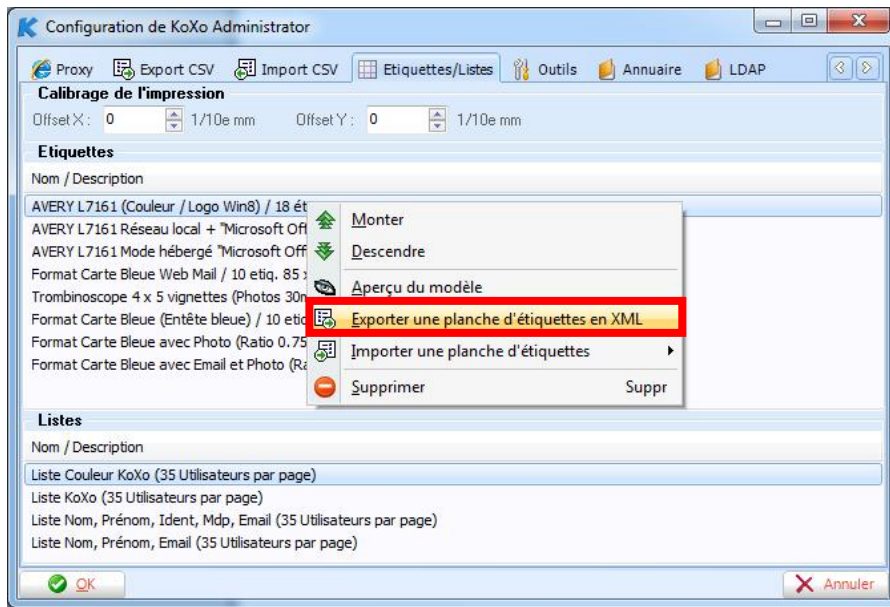 Configuration de KoXo Administrator
Proxy Export CSV Import CSV Etiquettes/Listes Outils Annuaire LDAP
Calibrage de l'impression
Offset X : 0 1/10e mm Offset Y : 0 1/10e mm
Etiquettes
Nom / Description
AVERY L7161 (Couleur / Logo Win8) / 18 ét
AVERY L7161 Réseau local + "Microsoft Off
AVERY L7161 Mode hébergé "Microsoft Off
Format Carte Bleue Web Mail / 10 etiq. 85
Trombinoscope 4 x 5 vignettes (Photos 30m
Format Carte Bleue (Entête bleue) / 10 etiq
Format Carte Bleue avec Photo (Ratio 0.75
Format Carte Bleue avec Email et Photo (Ra
Monter
Descendre
Aperçu du modèle
Exporter une planche d'étiquettes en XML
Importer une planche d'étiquettes
Supprimer Suppr
Listes
Nom / Description
Liste Couleur KoXo (35 Utilisateurs par page)
Liste KoXo (35 Utilisateurs par page)
Liste Nom, Prénom, Ident, Mdp, Email (35 Utilisateurs par page)
Liste Nom, Prénom, Email (35 Utilisateurs par page)
OK Annuler